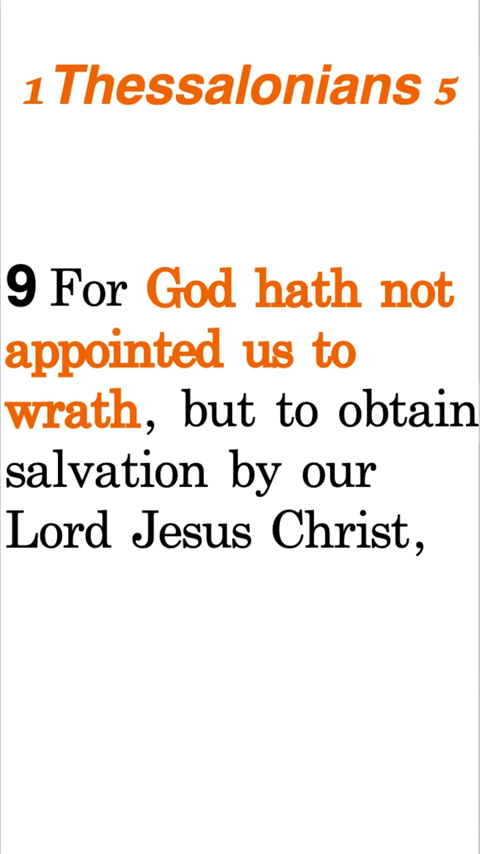 1 Thessalonians 5
9 For God hath not
appointed us to
wrath, but to obtain
salvation by our
Lord Jesus Christ,